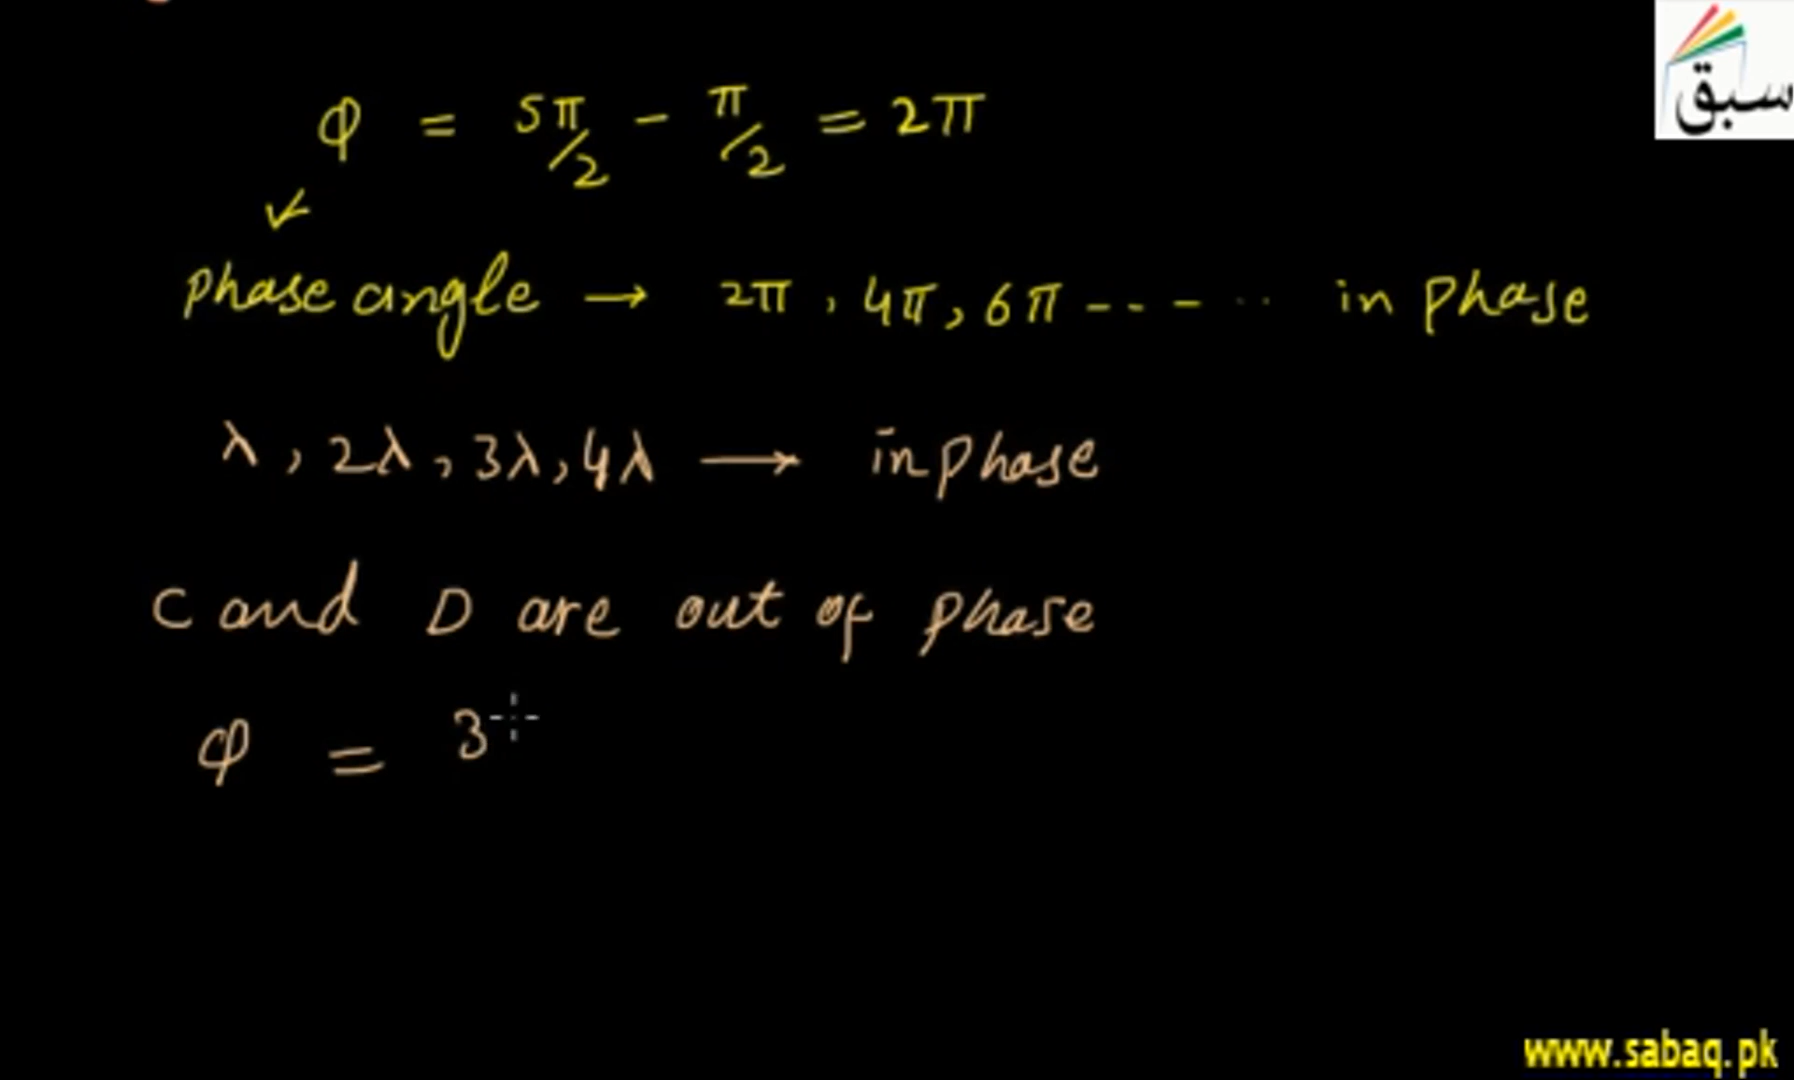 سبق
φ = 5π/2 - π/2 = 2π
phase angle → 2π, 4π, 6π ------ in phase
λ, 2λ, 3λ, 4λ → in phase
C and D are out of phase
φ = 3
www.sabaq.pk